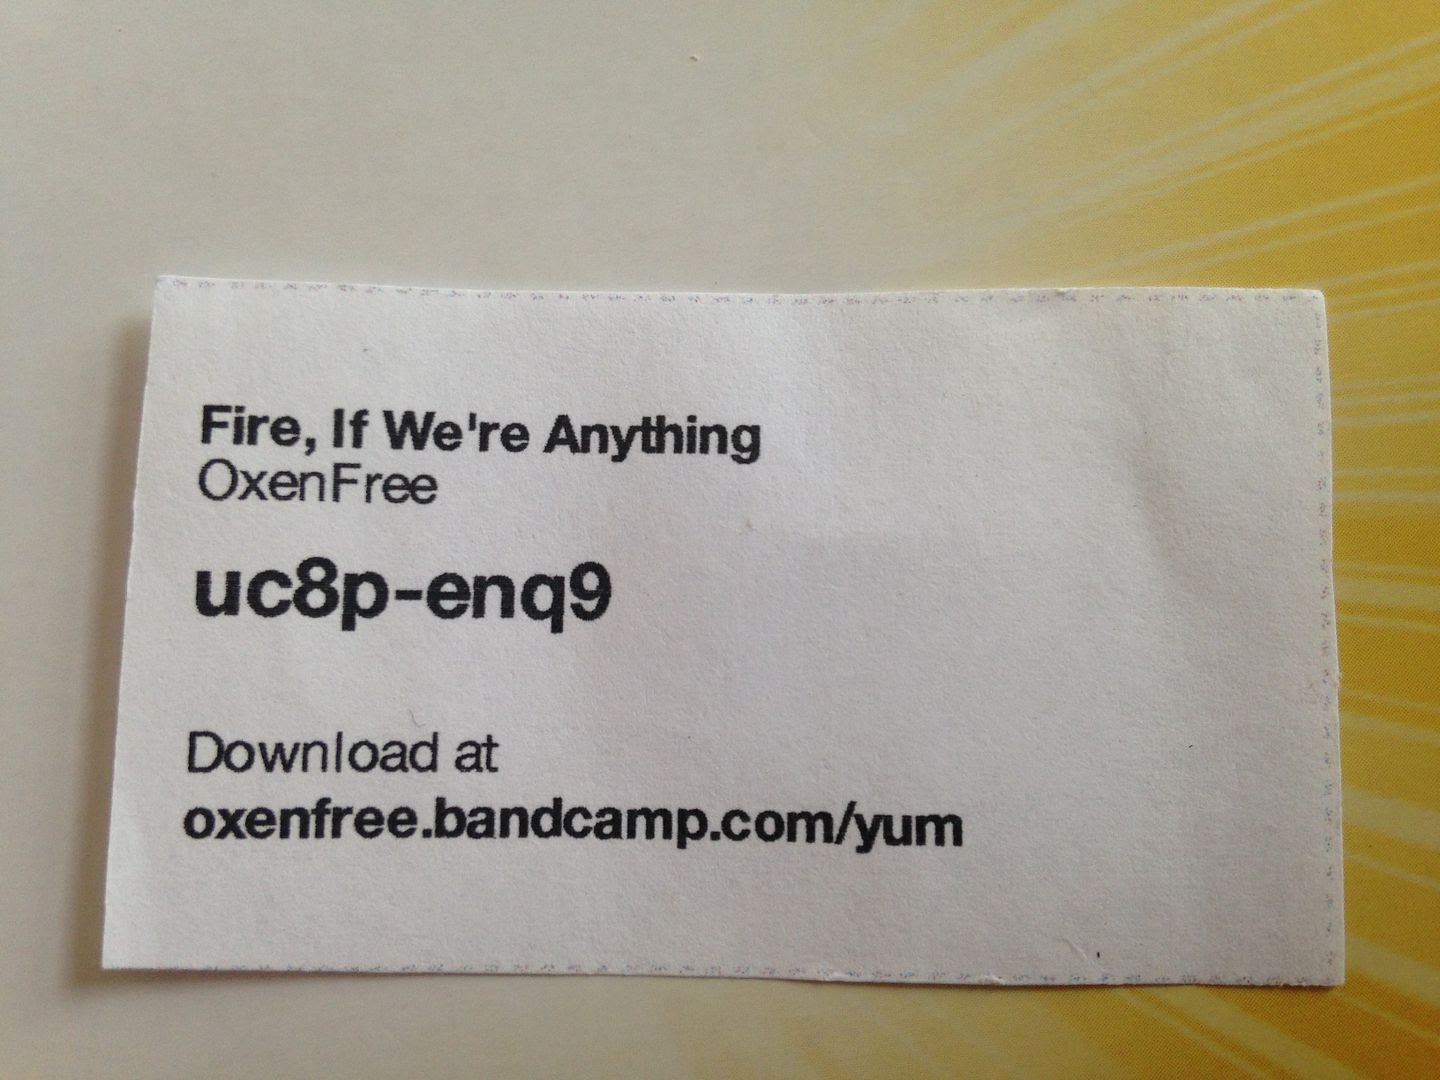 Fire, If We're Anything
OxenFree
uc8p-enq9
Download at
oxenfree.bandcamp.com/yum